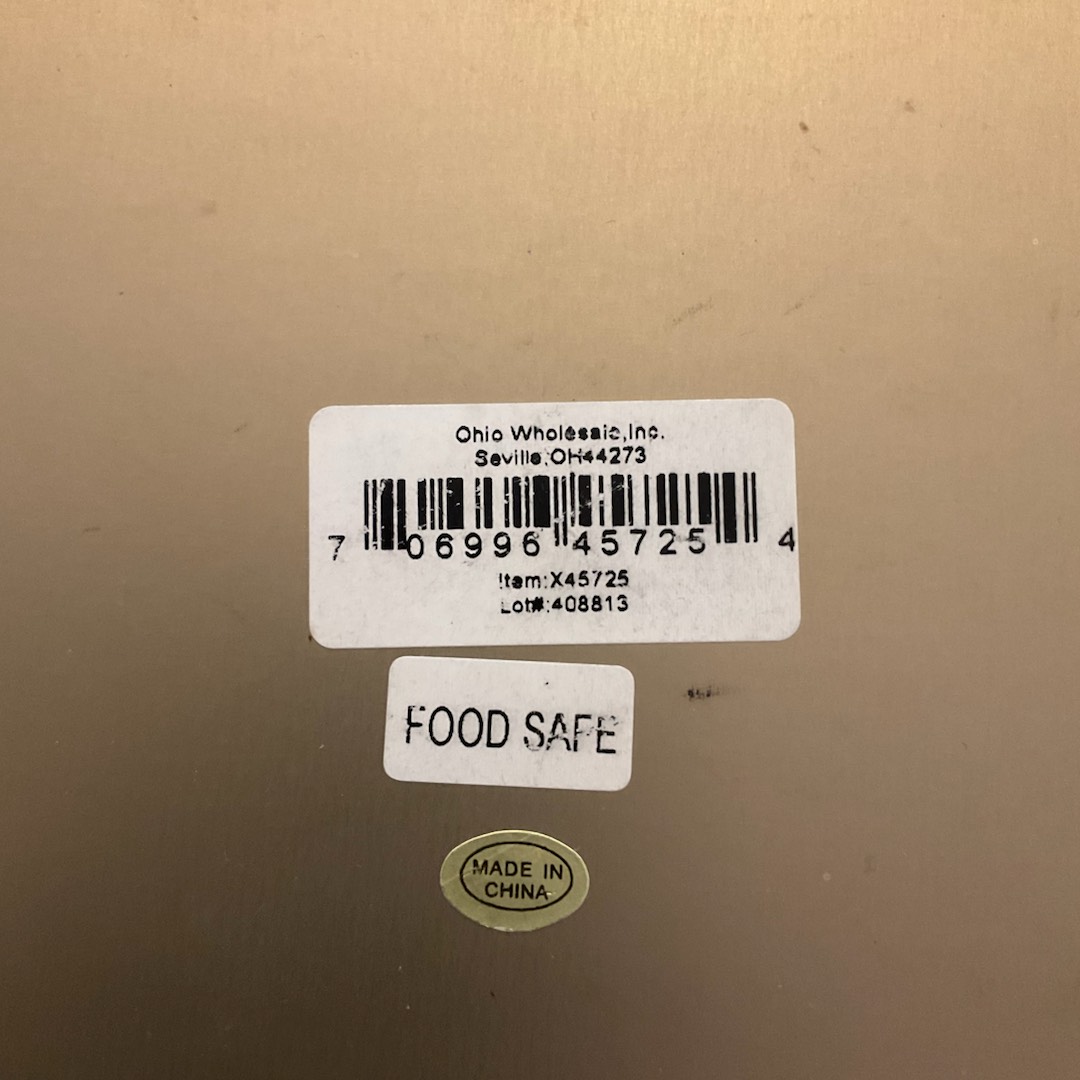 Ohio Wholesale,Inc.
Seville,OH44273
7 06996 45725 4
Item:X45725
Lot#:408813
FOOD SAFE
MADE IN
CHINA